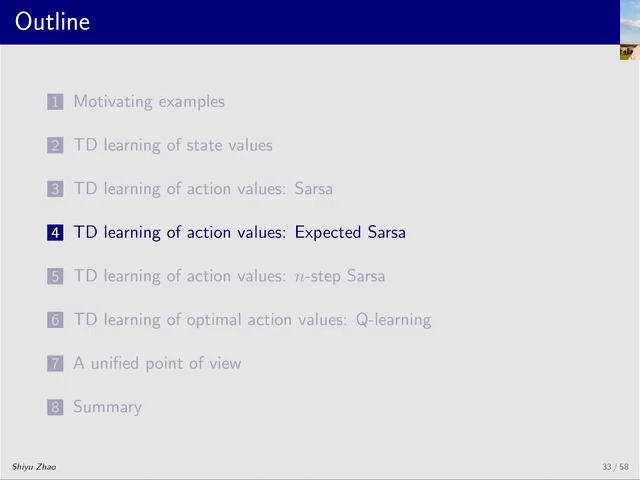 Outline
1 Motivating examples
2 TD learning of state values
3 TD learning of action values: Sarsa
4 TD learning of action values: Expected Sarsa
5 TD learning of action values: n-step Sarsa
6 TD learning of optimal action values: Q-learning
7 A unified point of view
8 Summary
Shiyu Zhao
33 / 58